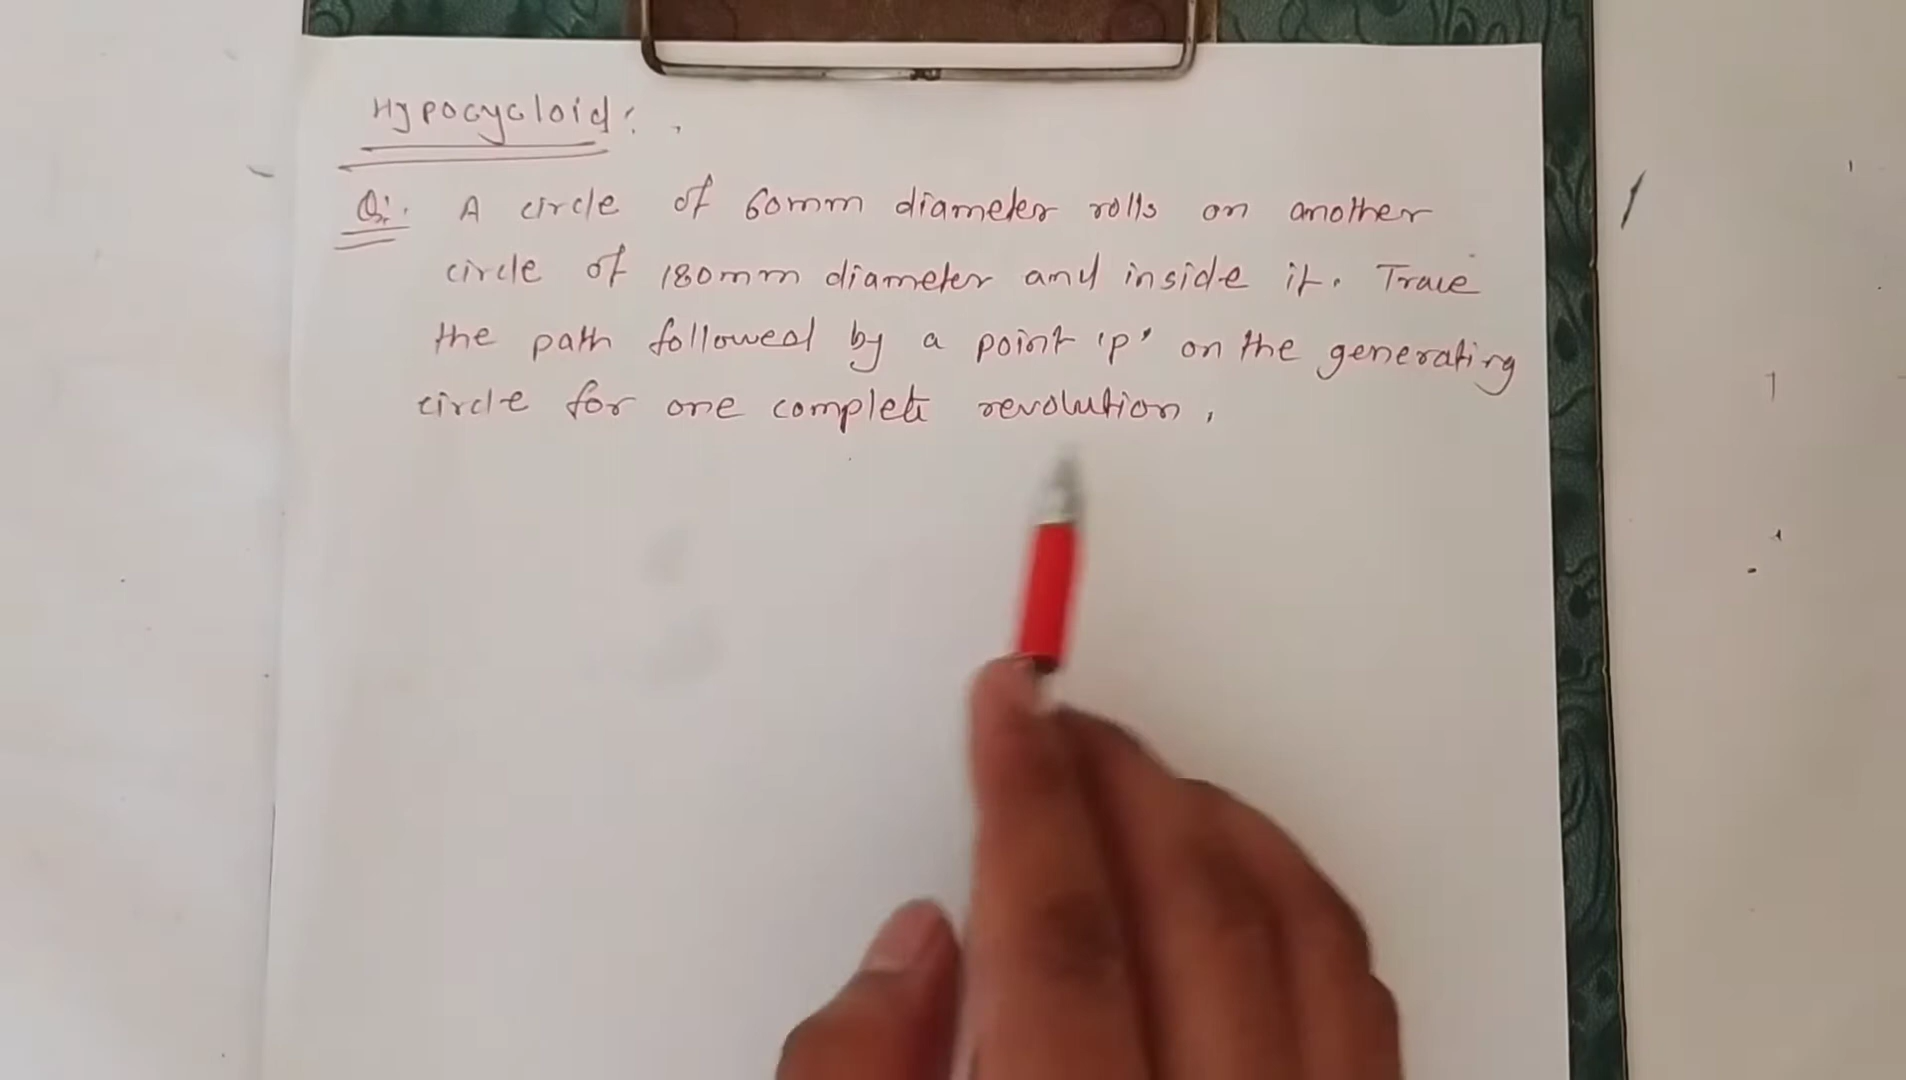 Hypocycloid:
Q:. A circle of 60mm diameter rolls on another
circle of 180mm diameter and inside it. Trace
the path followed by a point 'p' on the generating
circle for one complete revolution.